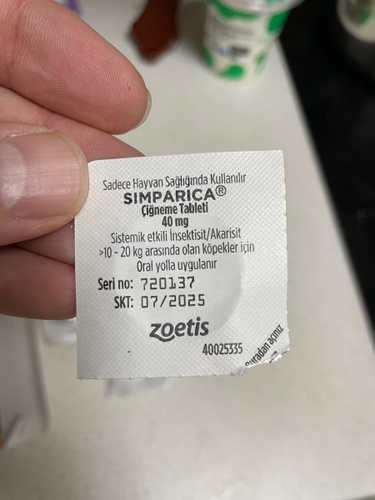 Sadece Hayvan Sağlığında Kullanılır
SIMPARICA®
Çiğneme Tableti
40 mg
Sistemik etkili İnsektisit/Akarisit
>10 - 20 kg arasında olan köpekler için
Oral yolla uygulanır
Seri no: 720137
SKT: 07/2025
zoetis
40025335
Buradan açınız